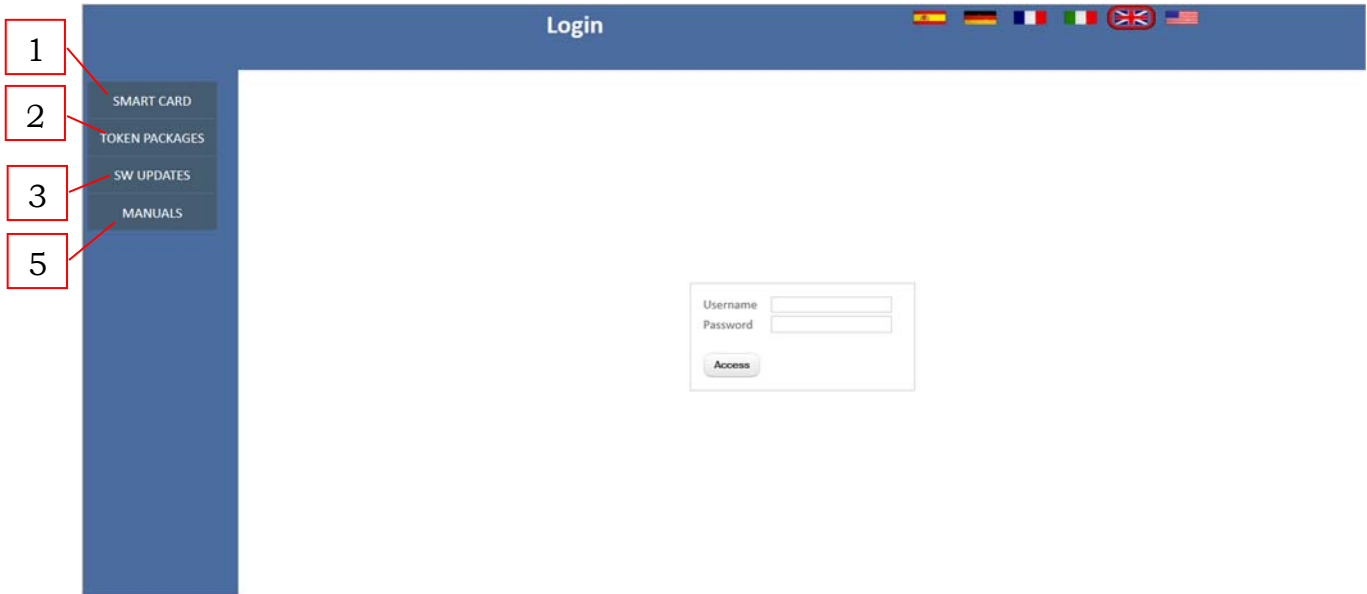 Login
1
SMART CARD
2
TOKEN PACKAGES
3
SW UPDATES
MANUALS
5
Username
Password
Access